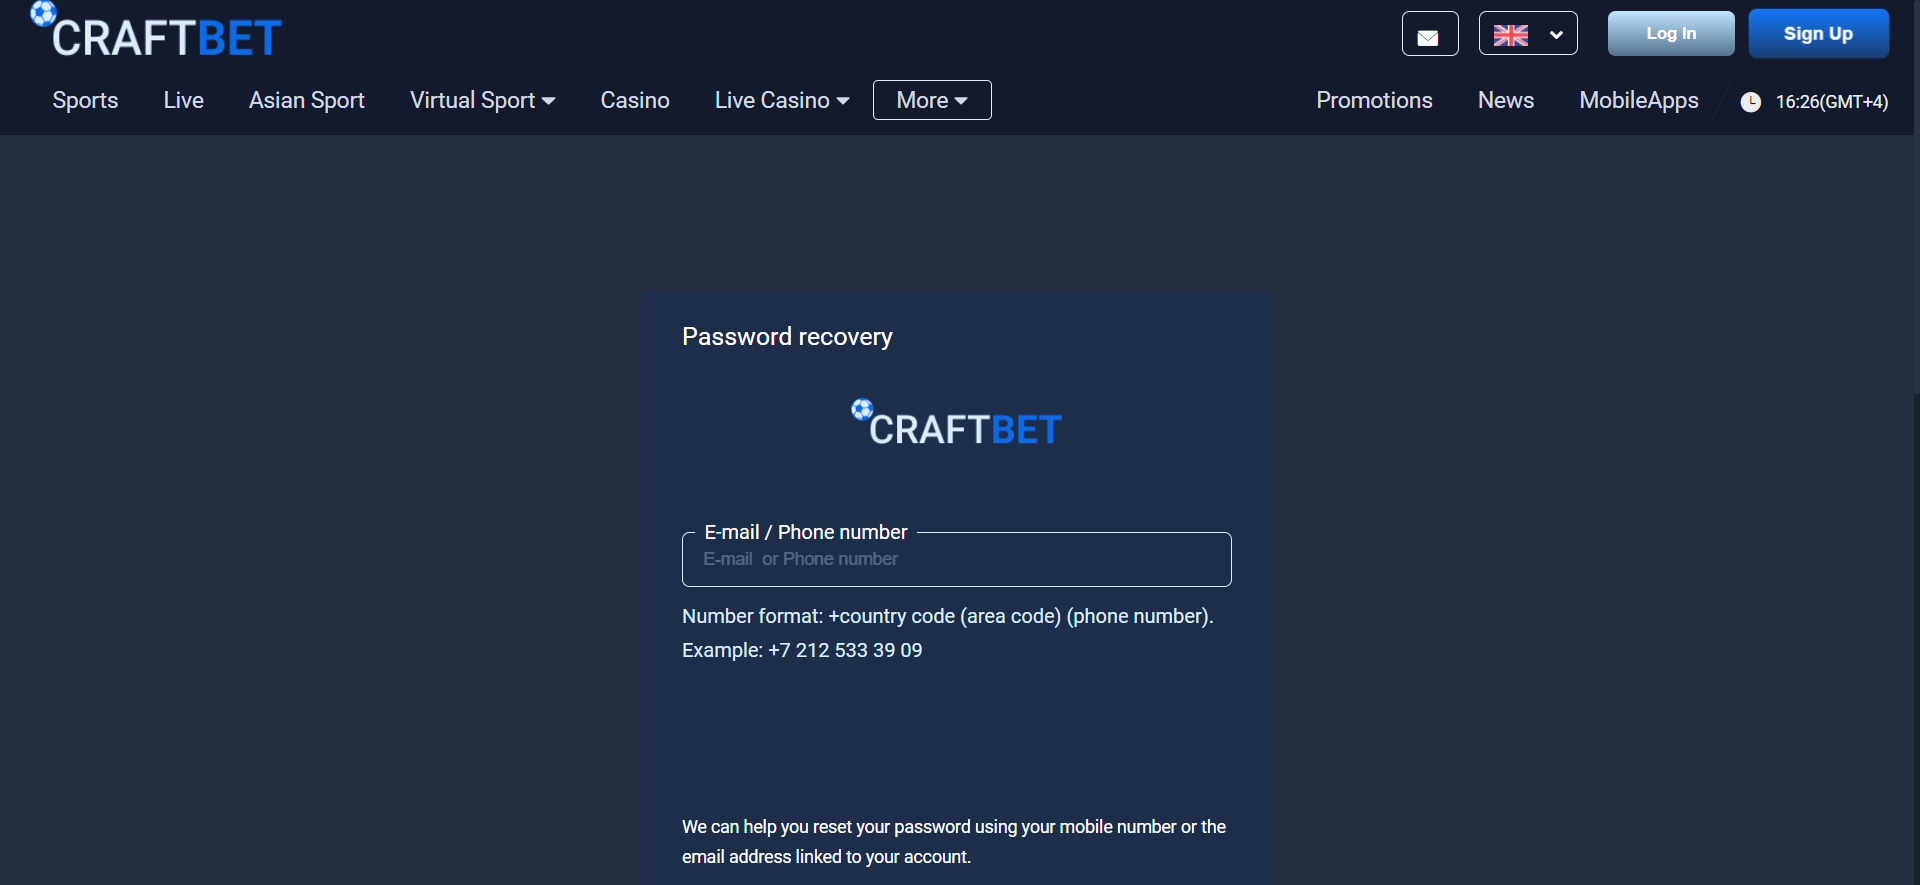 CRAFTBET
Log In
Sign Up
Sports
Live
Asian Sport
Virtual Sport
Casino
Live Casino
More
Promotions
News
MobileApps
16:26(GMT+4)
Password recovery
CRAFTBET
E-mail / Phone number
E-mail or Phone number
Number format: +country code (area code) (phone number).
Example: +7 212 533 39 09
We can help you reset your password using your mobile number or the
email address linked to your account.